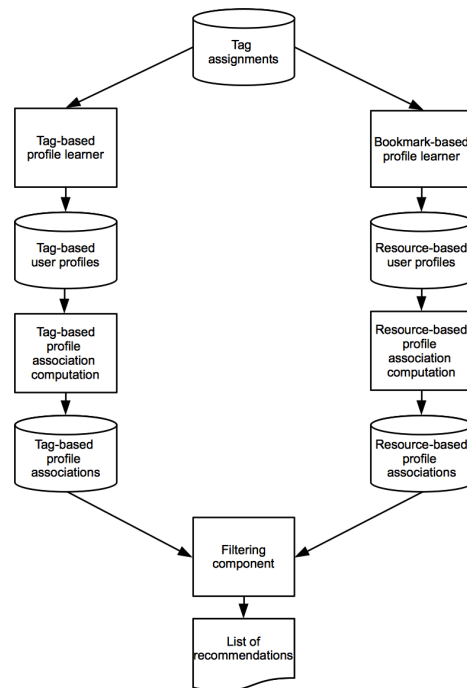 Tag
assignments
Tag-based
profile learner
Bookmark-based
profile learner
Tag-based
user profiles
Resource-based
user profiles
Tag-based
profile
association
computation
Resource-based
profile
association
computation
Tag-based
profile
associations
Resource-based
profile
associations
Filtering
component
List of
recommendations